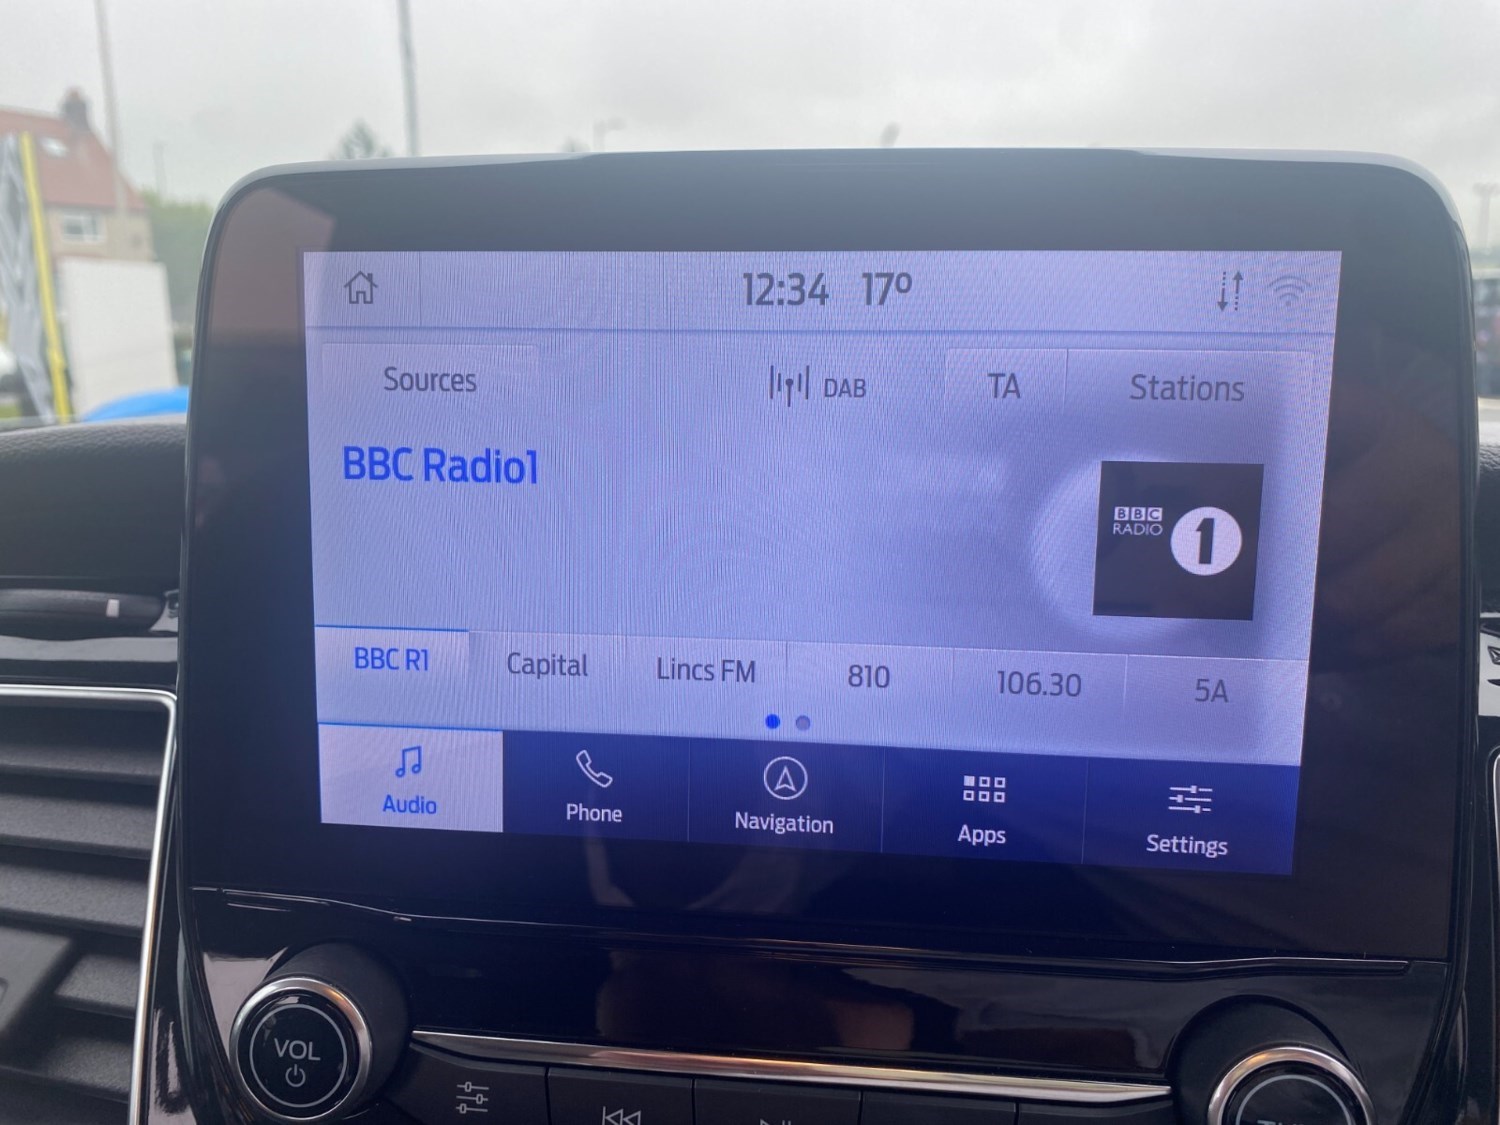 12:34 17º
Sources DAB TA Stations
BBC Radio1
BBC
RADIO 1
BBC R1 Capital Lincs FM 810 106.30 5A
Audio Phone Navigation Apps Settings
VOL